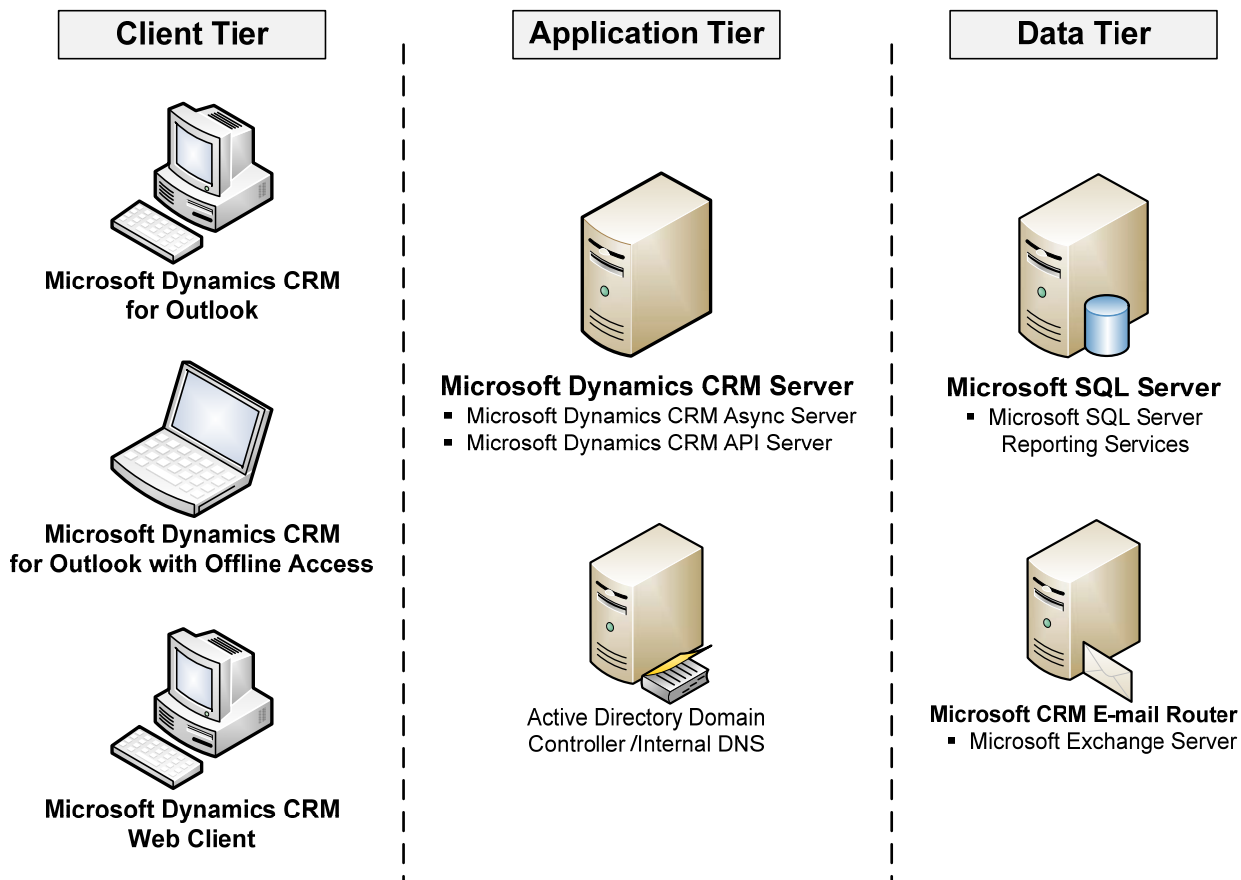 Client Tier
Microsoft Dynamics CRM
for Outlook
Microsoft Dynamics CRM
for Outlook with Offline Access
Microsoft Dynamics CRM
Web Client
Application Tier
Microsoft Dynamics CRM Server
▪ Microsoft Dynamics CRM Async Server
▪ Microsoft Dynamics CRM API Server
Active Directory Domain
Controller /Internal DNS
Data Tier
Microsoft SQL Server
▪ Microsoft SQL Server
Reporting Services
Microsoft CRM E-mail Router
▪ Microsoft Exchange Server